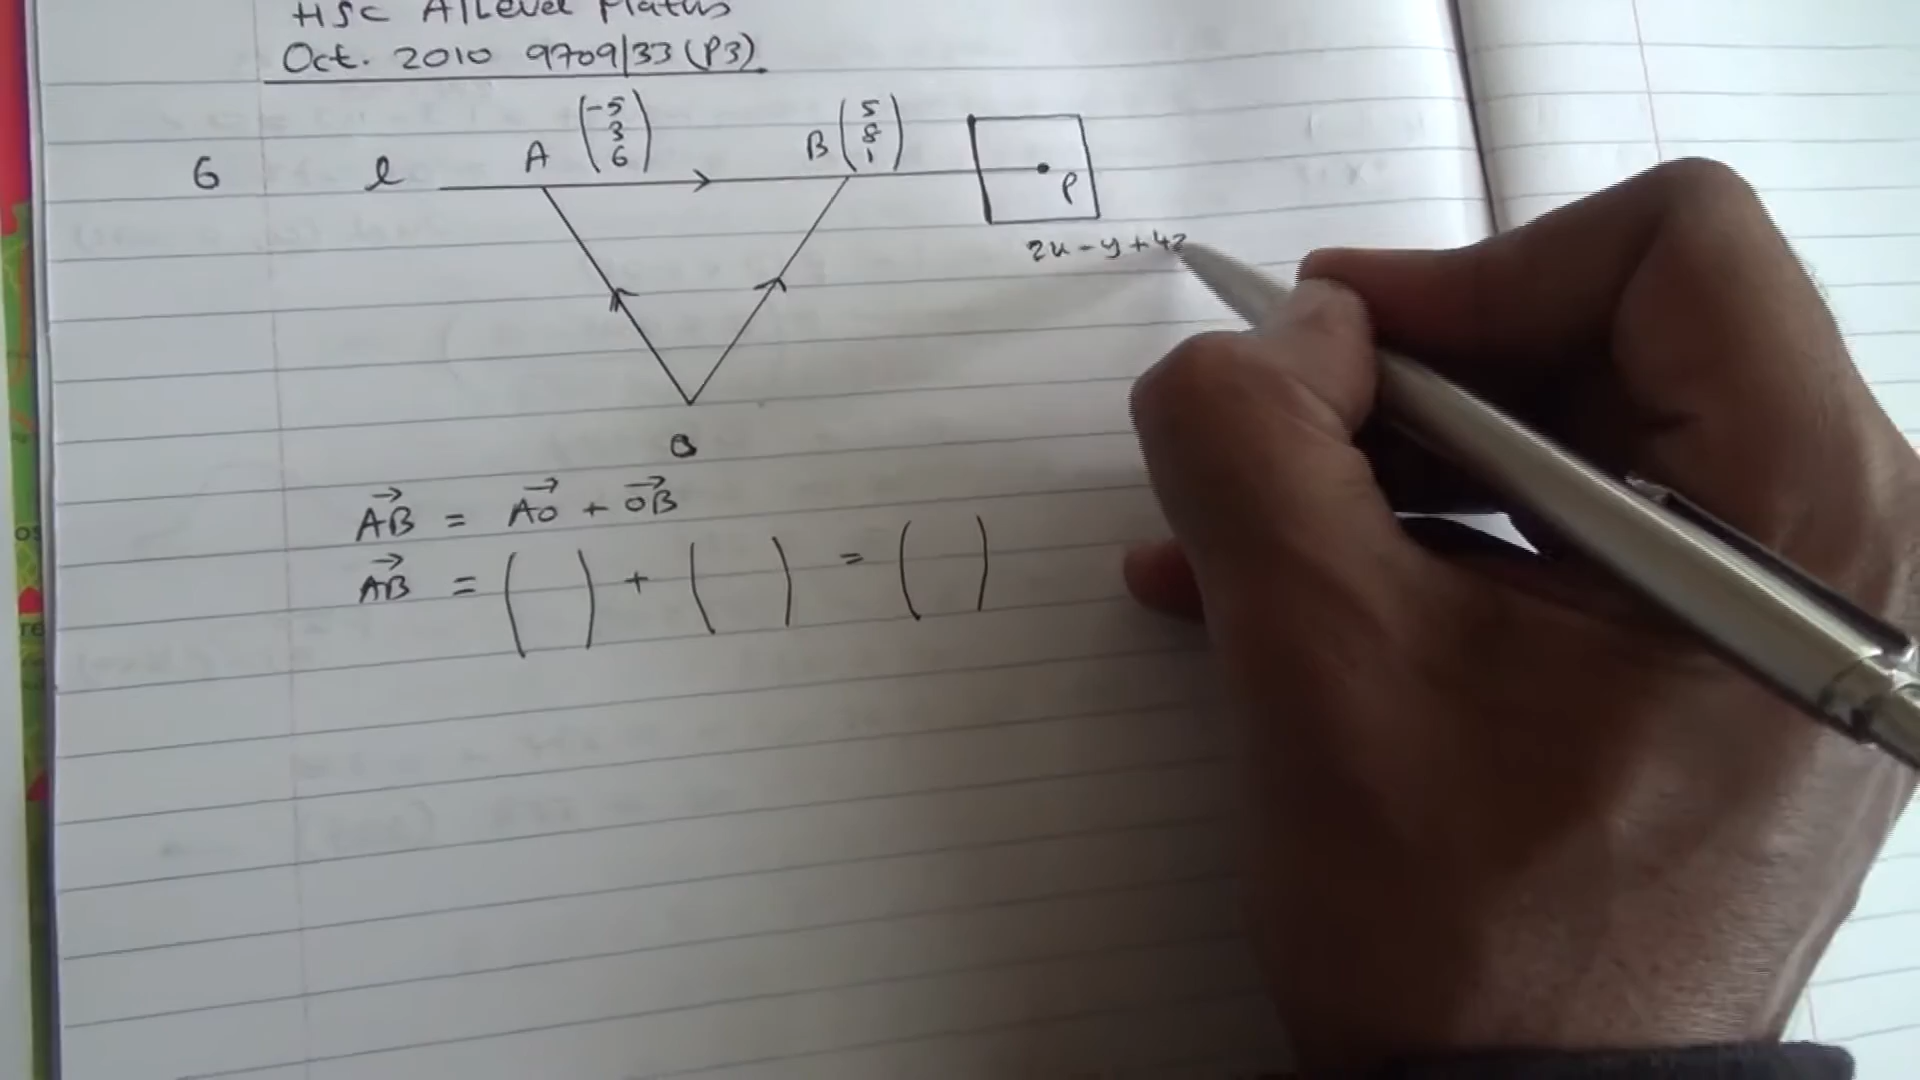 HSC A/Level Maths
Oct. 2010 9709/33 (P3)
6 l A (-5 3 6) B (5 8 1) P
2x - y + 4z
O
AB = AO + OB
AB = ( ) + ( ) = ( )